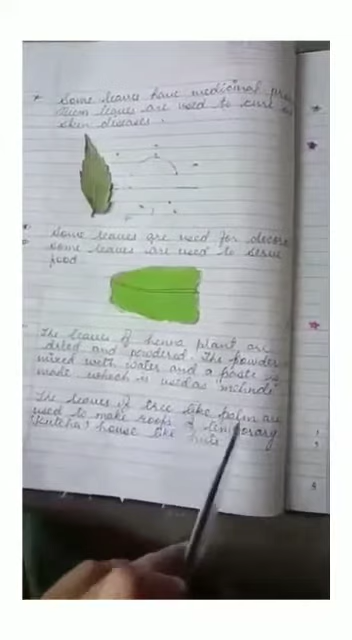 Some leaves have medicinal
Neem leaves are used to cure
skin diseases.
Some leaves are used for decora
some leaves are used to serve
food
The leaves of henna plant are
dried and powdered. The powder
mixed with water and a paste is
made which is used as "mehndi"
The leaves of tree like palm are
used to make roofs of temporary
(Kutcha) house like huts